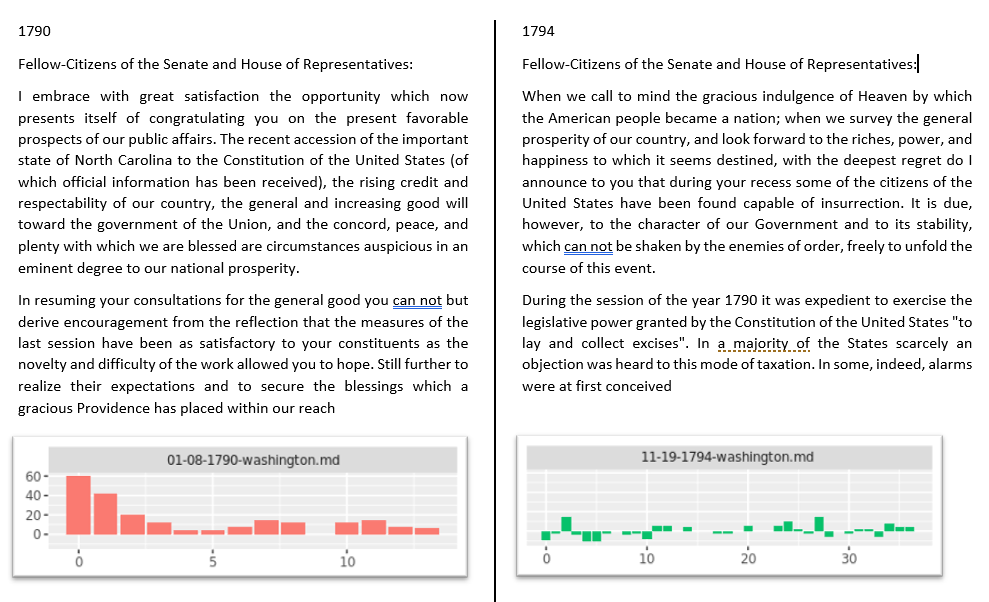 1790
Fellow-Citizens of the Senate and House of Representatives:
I embrace with great satisfaction the opportunity which now
presents itself of congratulating you on the present favorable
prospects of our public affairs. The recent accession of the important
state of North Carolina to the Constitution of the United States (of
which official information has been received), the rising credit and
respectability of our country, the general and increasing good will
toward the government of the Union, and the concord, peace, and
plenty with which we are blessed are circumstances auspicious in an
eminent degree to our national prosperity.
In resuming your consultations for the general good you can not but
derive encouragement from the reflection that the measures of the
last session have been as satisfactory to your constituents as the
novelty and difficulty of the work allowed you to hope. Still further to
realize their expectations and to secure the blessings which a
gracious Providence has placed within our reach
01-08-1790-washington.md
60
40
20
0
0 5 10
1794
Fellow-Citizens of the Senate and House of Representatives:
When we call to mind the gracious indulgence of Heaven by which
the American people became a nation; when we survey the general
prosperity of our country, and look forward to the riches, power, and
happiness to which it seems destined, with the deepest regret do I
announce to you that during your recess some of the citizens of the
United States have been found capable of insurrection. It is due,
however, to the character of our Government and to its stability,
which can not be shaken by the enemies of order, freely to unfold the
course of this event.
During the session of the year 1790 it was expedient to exercise the
legislative power granted by the Constitution of the United States "to
lay and collect excises". In a majority of the States scarcely an
objection was heard to this mode of taxation. In some, indeed, alarms
were at first conceived
11-19-1794-washington.md
0 10 20 30